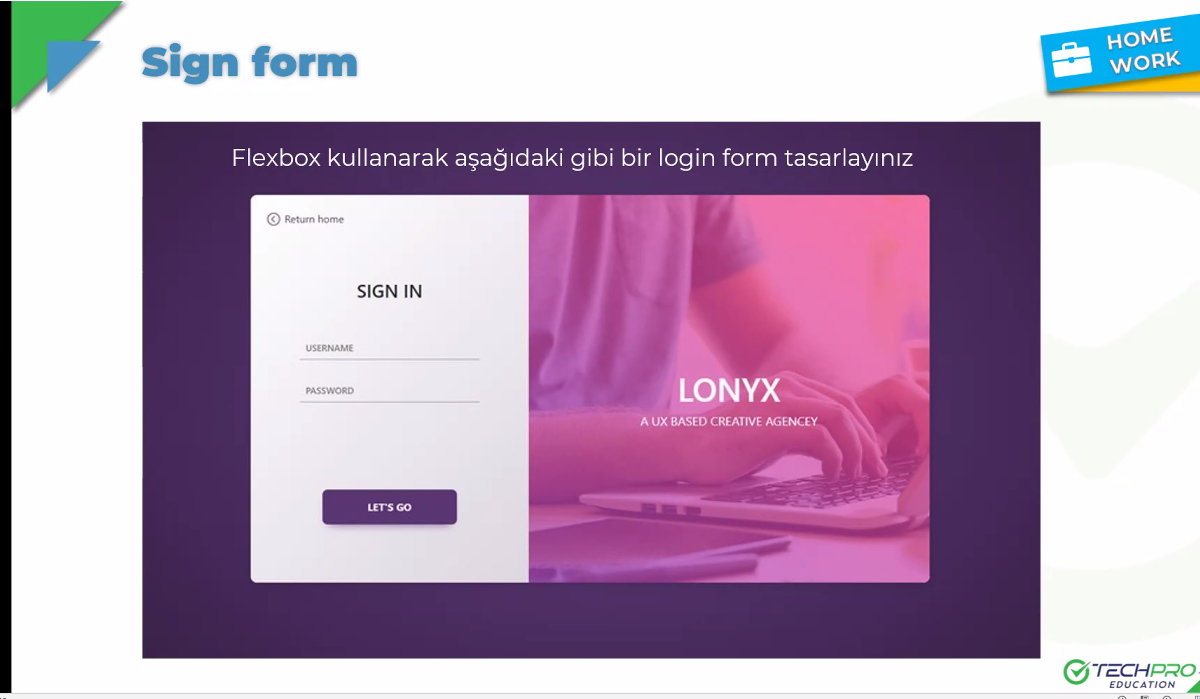 Sign form
HOME
WORK
Flexbox kullanarak aşağıdaki gibi bir login form tasarlayınız
Return home
SIGN IN
USERNAME
PASSWORD
LET'S GO
LONYX
A UX BASED CREATIVE AGENCEY
TECHPRO
EDUCATION